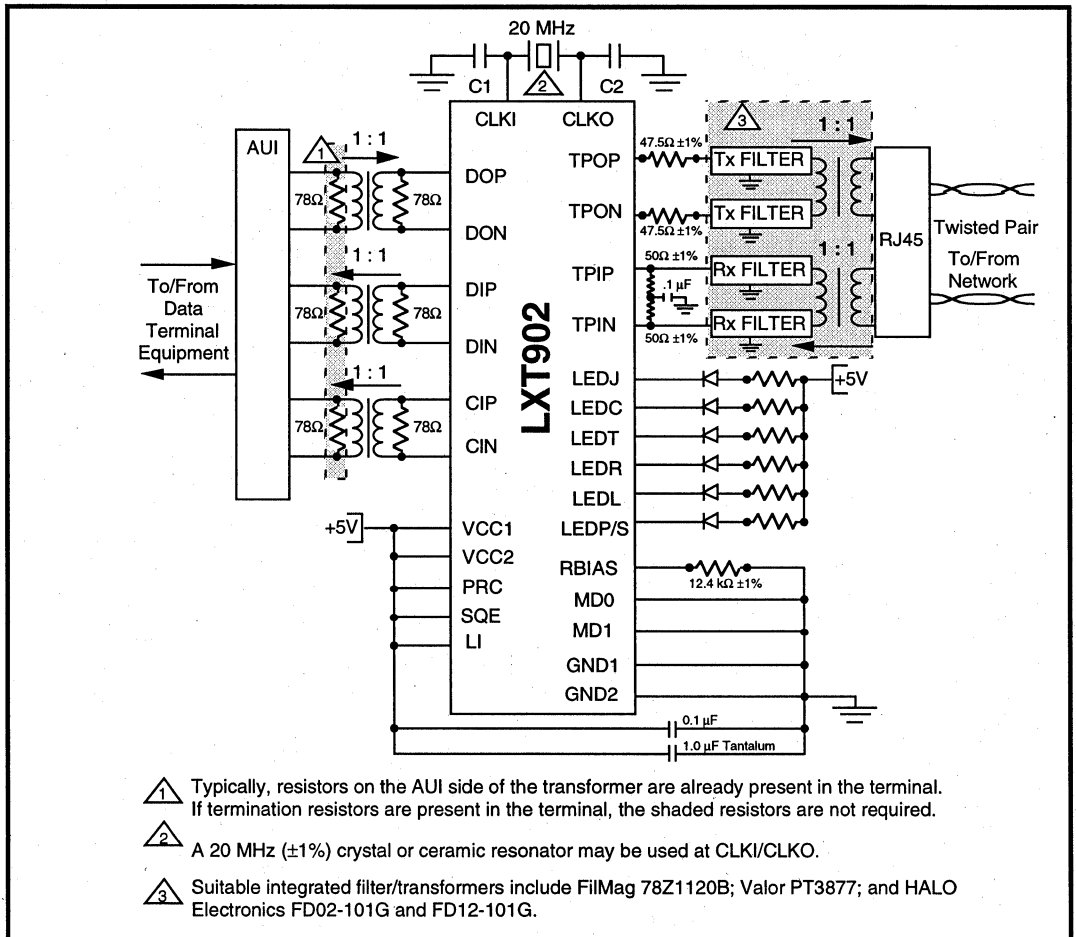 20 MHz
C1
2
C2
CLKI
CLKO
AUI
1
1 : 1
78Ω
78Ω
DOP
DON
1 : 1
78Ω
78Ω
DIP
DIN
1 : 1
78Ω
78Ω
CIP
CIN
To/From
Data
Terminal
Equipment
LXT902
TPOP
47.5Ω ±1%
TPON
47.5Ω ±1%
TPIP
50Ω ±1%
.1 µF
TPIN
50Ω ±1%
3
1 : 1
Tx FILTER
Tx FILTER
1 : 1
Rx FILTER
Rx FILTER
RJ45
Twisted Pair
To/From
Network
LEDJ
+5V
LEDC
LEDT
LEDR
LEDL
LEDP/S
+5V
VCC1
VCC2
PRC
SQE
LI
RBIAS
12.4 kΩ ±1%
MD0
MD1
GND1
GND2
0.1 µF
1.0 µF Tantalum
1 Typically, resistors on the AUI side of the transformer are already present in the terminal.
If termination resistors are present in the terminal, the shaded resistors are not required.
2 A 20 MHz (±1%) crystal or ceramic resonator may be used at CLKI/CLKO.
3 Suitable integrated filter/transformers include FilMag 78Z1120B; Valor PT3877; and HALO
Electronics FD02-101G and FD12-101G.